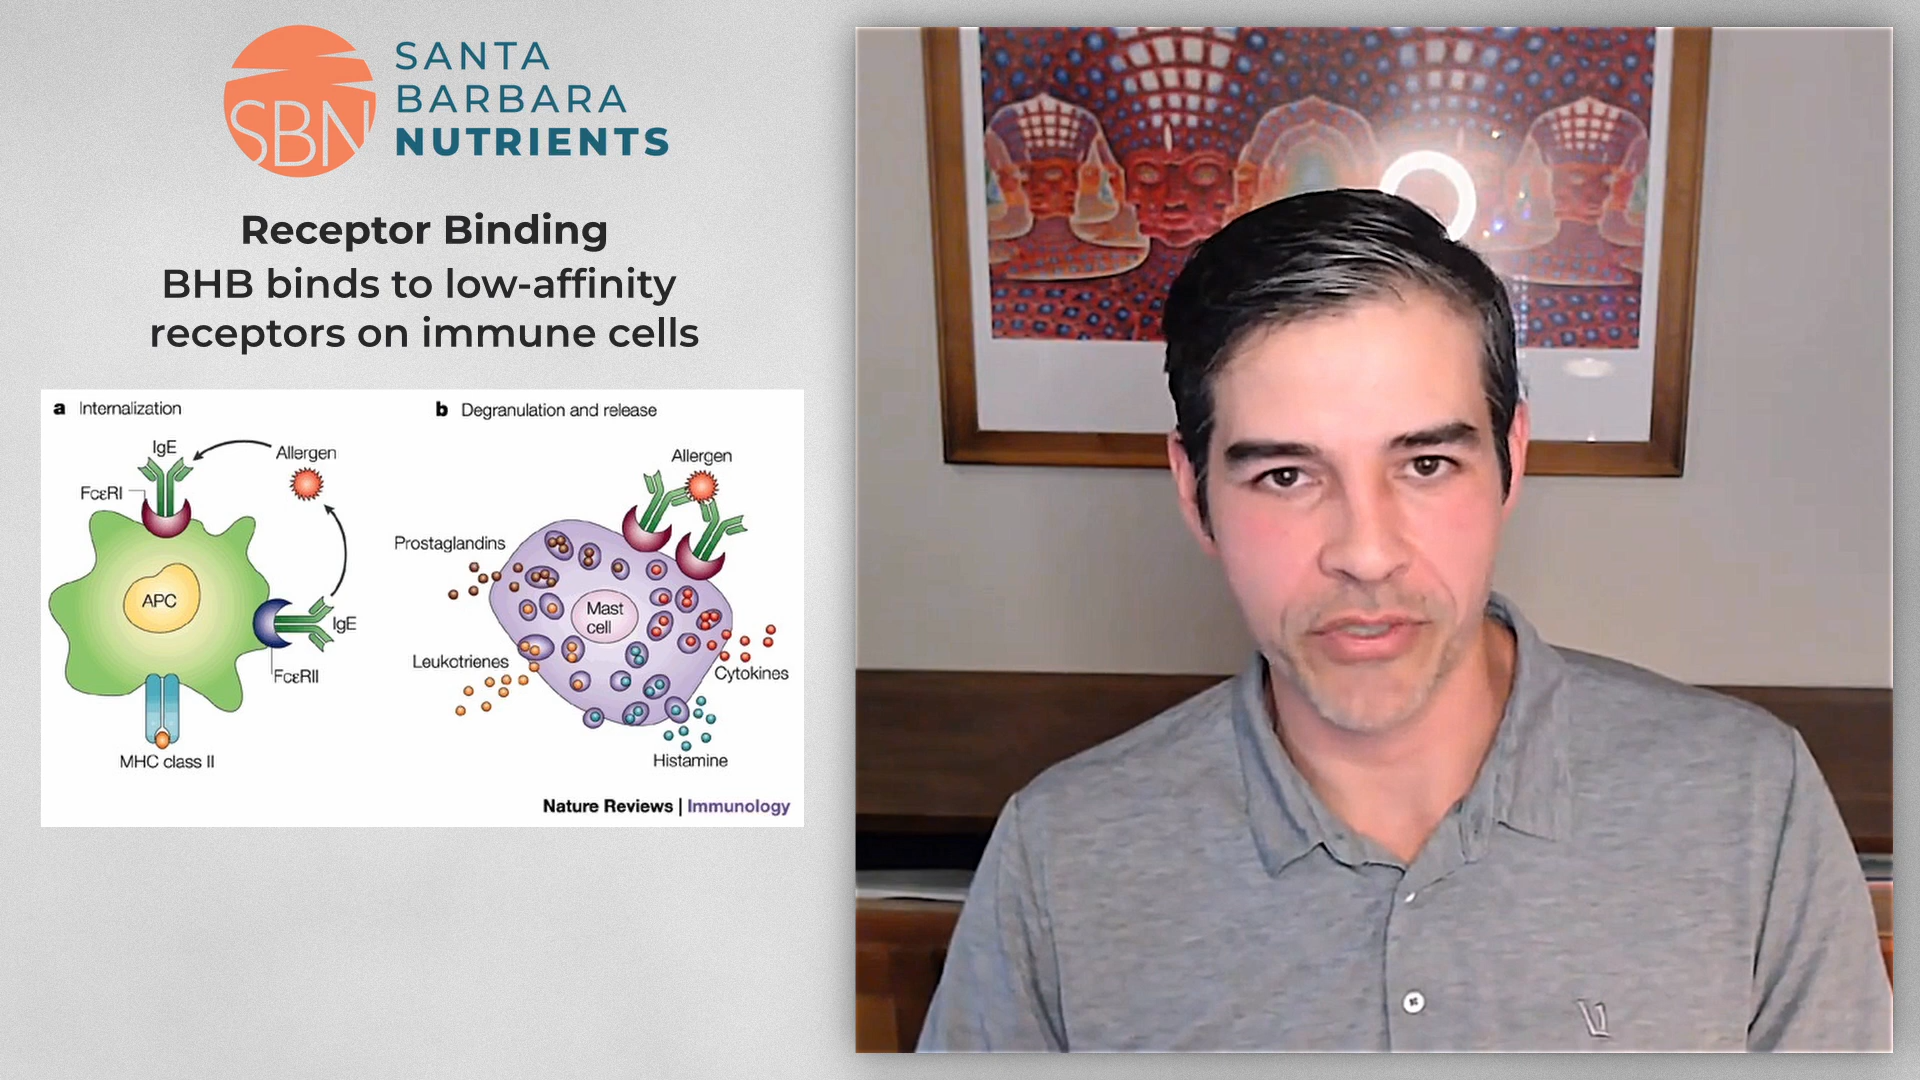 SBN
SANTA
BARBARA
NUTRIENTS
Receptor Binding
BHB binds to low-affinity
receptors on immune cells
a Internalization
IgE
Allergen
FcεRI
APC
IgE
FcεRII
MHC class II
b Degranulation and release
Allergen
Prostaglandins
Mast
cell
Leukotrienes
Cytokines
Histamine
Nature Reviews | Immunology